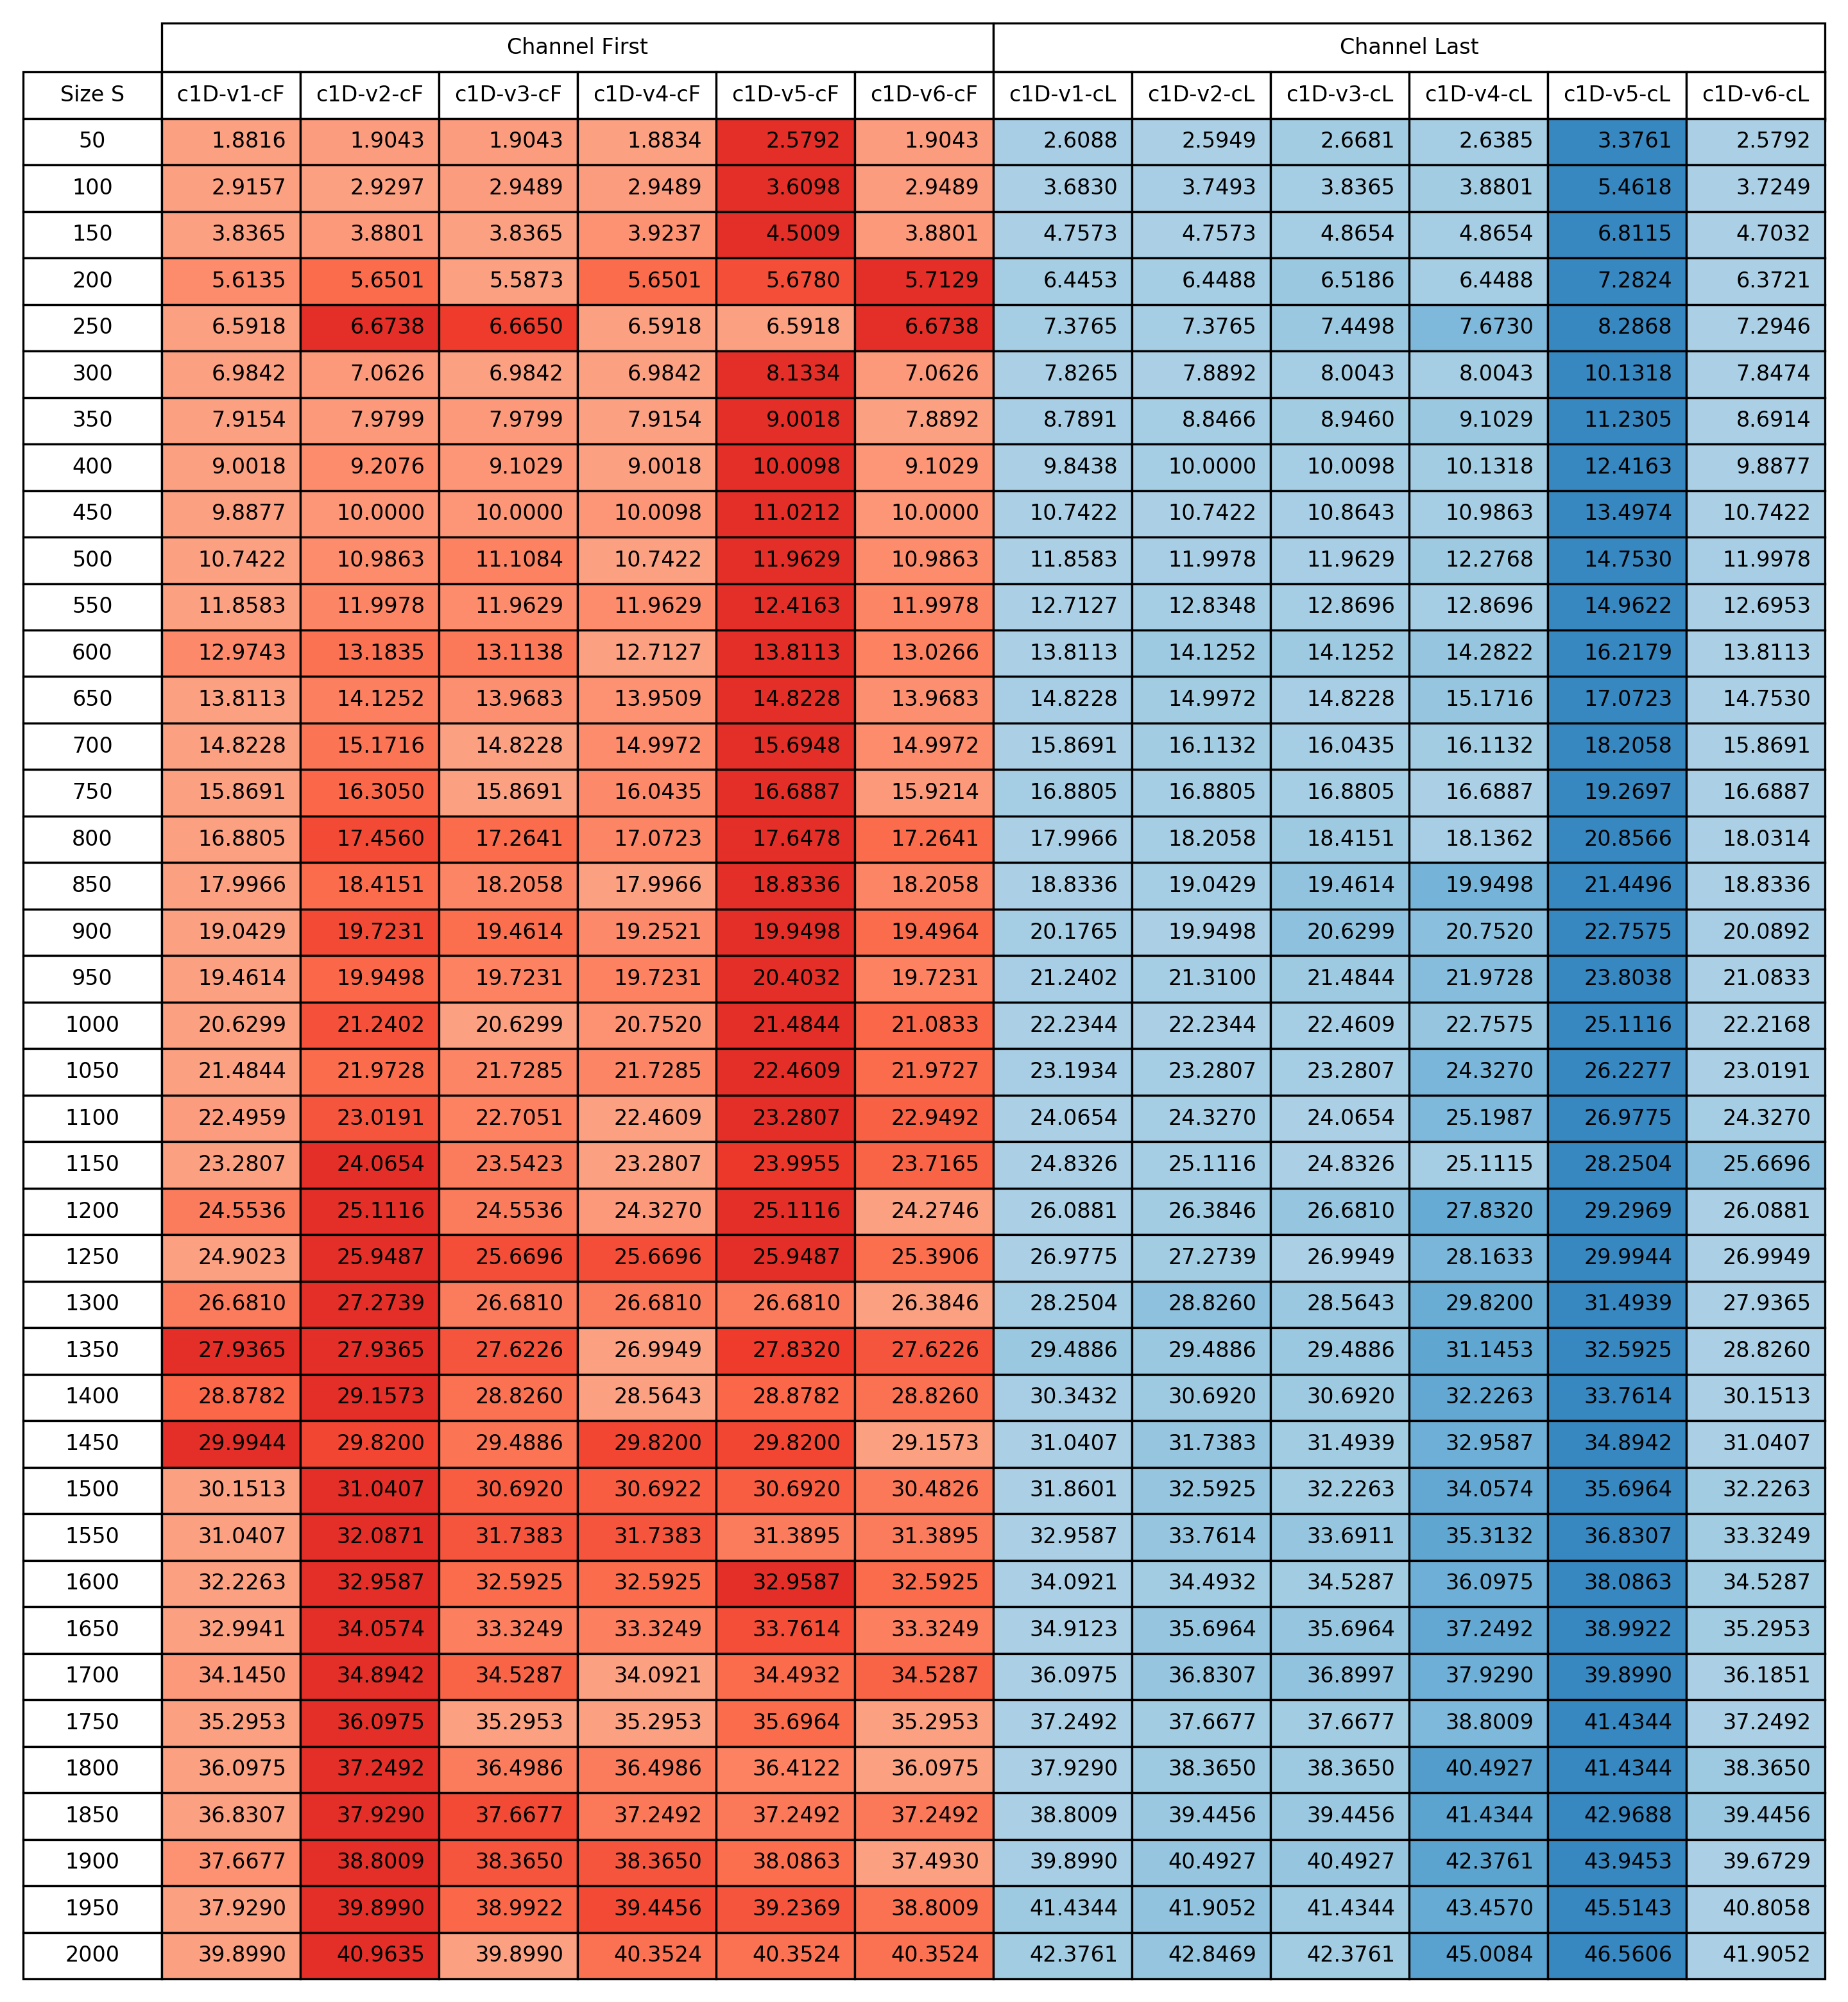 Channel First Channel Last
Size S c1D-v1-cF c1D-v2-cF c1D-v3-cF c1D-v4-cF c1D-v5-cF c1D-v6-cF c1D-v1-cL c1D-v2-cL c1D-v3-cL c1D-v4-cL c1D-v5-cL c1D-v6-cL
50 1.8816 1.9043 1.9043 1.8834 2.5792 1.9043 2.6088 2.5949 2.6681 2.6385 3.3761 2.5792
100 2.9157 2.9297 2.9489 2.9489 3.6098 2.9489 3.6830 3.7493 3.8365 3.8801 5.4618 3.7249
150 3.8365 3.8801 3.8365 3.9237 4.5009 3.8801 4.7573 4.7573 4.8654 4.8654 6.8115 4.7032
200 5.6135 5.6501 5.5873 5.6501 5.6780 5.7129 6.4453 6.4488 6.5186 6.4488 7.2824 6.3721
250 6.5918 6.6738 6.6650 6.5918 6.5918 6.6738 7.3765 7.3765 7.4498 7.6730 8.2868 7.2946
300 6.9842 7.0626 6.9842 6.9842 8.1334 7.0626 7.8265 7.8892 8.0043 8.0043 10.1318 7.8474
350 7.9154 7.9799 7.9799 7.9154 9.0018 7.8892 8.7891 8.8466 8.9460 9.1029 11.2305 8.6914
400 9.0018 9.2076 9.1029 9.0018 10.0098 9.1029 9.8438 10.0000 10.0098 10.1318 12.4163 9.8877
450 9.8877 10.0000 10.0000 10.0098 11.0212 10.0000 10.7422 10.7422 10.8643 10.9863 13.4974 10.7422
500 10.7422 10.9863 11.1084 10.7422 11.9629 10.9863 11.8583 11.9978 11.9629 12.2768 14.7530 11.9978
550 11.8583 11.9978 11.9629 11.9629 12.4163 11.9978 12.7127 12.8348 12.8696 12.8696 14.9622 12.6953
600 12.9743 13.1835 13.1138 12.7127 13.8113 13.0266 13.8113 14.1252 14.1252 14.2822 16.2179 13.8113
650 13.8113 14.1252 13.9683 13.9509 14.8228 13.9683 14.8228 14.9972 14.8228 15.1716 17.0723 14.7530
700 14.8228 15.1716 14.8228 14.9972 15.6948 14.9972 15.8691 16.1132 16.0435 16.1132 18.2058 15.8691
750 15.8691 16.3050 15.8691 16.0435 16.6887 15.9214 16.8805 16.8805 16.8805 16.6887 19.2697 16.6887
800 16.8805 17.4560 17.2641 17.0723 17.6478 17.2641 17.9966 18.2058 18.4151 18.1362 20.8566 18.0314
850 17.9966 18.4151 18.2058 17.9966 18.8336 18.2058 18.8336 19.0429 19.4614 19.9498 21.4496 18.8336
900 19.0429 19.7231 19.4614 19.2521 19.9498 19.4964 20.1765 19.9498 20.6299 20.7520 22.7575 20.0892
950 19.4614 19.9498 19.7231 19.7231 20.4032 19.7231 21.2402 21.3100 21.4844 21.9728 23.8038 21.0833
1000 20.6299 21.2402 20.6299 20.7520 21.4844 21.0833 22.2344 22.2344 22.4609 22.7575 25.1116 22.2168
1050 21.4844 21.9728 21.7285 21.7285 22.4609 21.9727 23.1934 23.2807 23.2807 24.3270 26.2277 23.0191
1100 22.4959 23.0191 22.7051 22.4609 23.2807 22.9492 24.0654 24.3270 24.0654 25.1987 26.9775 24.3270
1150 23.2807 24.0654 23.5423 23.2807 23.9955 23.7165 24.8326 25.1116 24.8326 25.1115 28.2504 25.6696
1200 24.5536 25.1116 24.5536 24.3270 25.1116 24.2746 26.0881 26.3846 26.6810 27.8320 29.2969 26.0881
1250 24.9023 25.9487 25.6696 25.6696 25.9487 25.3906 26.9775 27.2739 26.9949 28.1633 29.9944 26.9949
1300 26.6810 27.2739 26.6810 26.6810 26.6810 26.3846 28.2504 28.8260 28.5643 29.8200 31.4939 27.9365
1350 27.9365 27.9365 27.6226 26.9949 27.8320 27.6226 29.4886 29.4886 29.4886 31.1453 32.5925 28.8260
1400 28.8782 29.1573 28.8260 28.5643 28.8782 28.8260 30.3432 30.6920 30.6920 32.2263 33.7614 30.1513
1450 29.9944 29.8200 29.4886 29.8200 29.8200 29.1573 31.0407 31.7383 31.4939 32.9587 34.8942 31.0407
1500 30.1513 31.0407 30.6920 30.6922 30.6920 30.4826 31.8601 32.5925 32.2263 34.0574 35.6964 32.2263
1550 31.0407 32.0871 31.7383 31.7383 31.3895 31.3895 32.9587 33.7614 33.6911 35.3132 36.8307 33.3249
1600 32.2263 32.9587 32.5925 32.5925 32.9587 32.5925 34.0921 34.4932 34.5287 36.0975 38.0863 34.5287
1650 32.9941 34.0574 33.3249 33.3249 33.7614 33.3249 34.9123 35.6964 35.6964 37.2492 38.9922 35.2953
1700 34.1450 34.8942 34.5287 34.0921 34.4932 34.5287 36.0975 36.8307 36.8997 37.9290 39.8990 36.1851
1750 35.2953 36.0975 35.2953 35.2953 35.6964 35.2953 37.2492 37.6677 37.6677 38.8009 41.4344 37.2492
1800 36.0975 37.2492 36.4986 36.4986 36.4122 36.0975 37.9290 38.3650 38.3650 40.4927 41.4344 38.3650
1850 36.8307 37.9290 37.6677 37.2492 37.2492 37.2492 38.8009 39.4456 39.4456 41.4344 42.9688 39.4456
1900 37.6677 38.8009 38.3650 38.3650 38.0863 37.4930 39.8990 40.4927 40.4927 42.3761 43.9453 39.6729
1950 37.9290 39.8990 38.9922 39.4456 39.2369 38.8009 41.4344 41.9052 41.4344 43.4570 45.5143 40.8058
2000 39.8990 40.9635 39.8990 40.3524 40.3524 40.3524 42.3761 42.8469 42.3761 45.0084 46.5606 41.9052